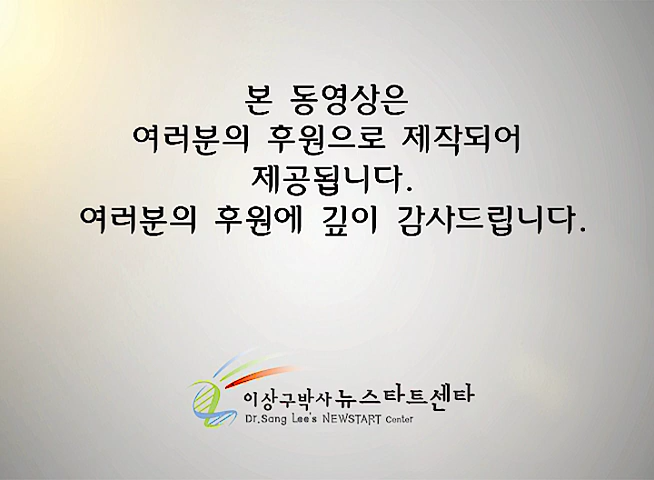 본 동영상은
여러분의 후원으로 제작되어
제공됩니다.
여러분의 후원에 깊이 감사드립니다.
이상구박사 뉴스타트센타
Dr.Sang Lee's NEWSTART Center